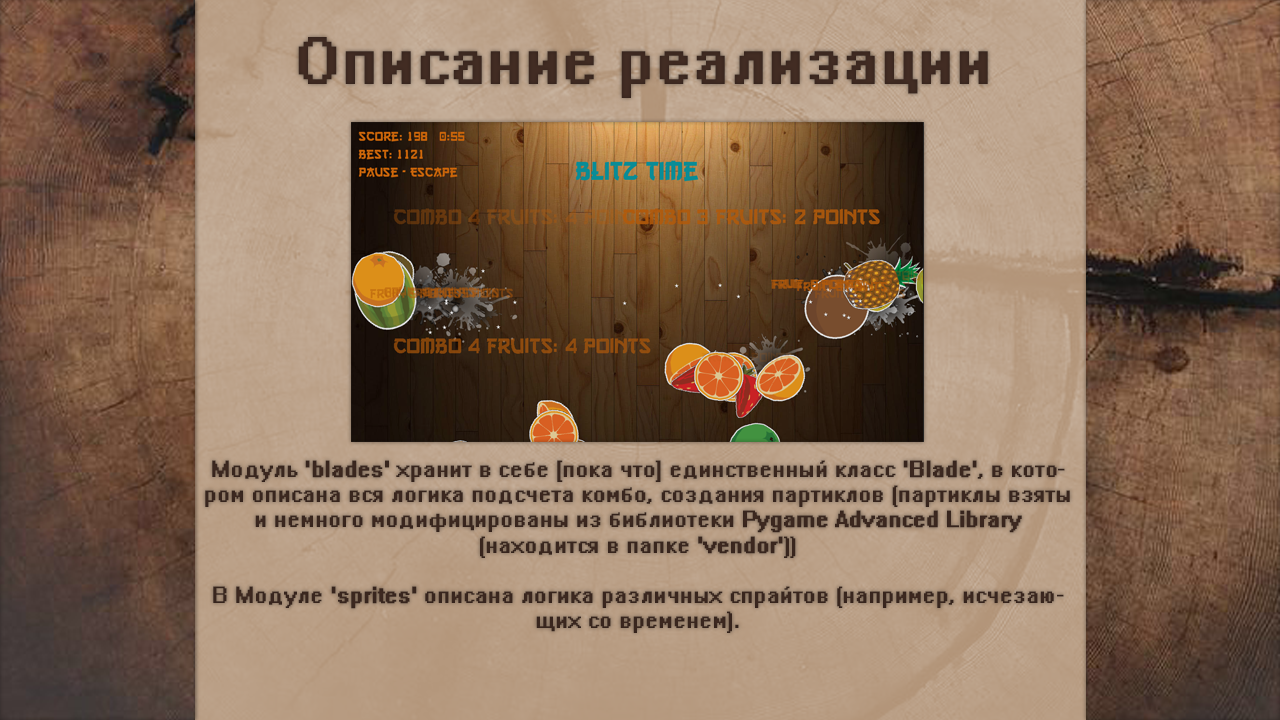 Описание реализации
SCORE: 198 0:55
BEST: 1121
PAUSE - ESCAPE
BLITZ TIME
COMBO 4 FRUITS: COMBO 3 FRUITS: 2 POINTS
COMBO 4 FRUITS: 4 POINTS
Модуль 'blades' хранит в себе [пока что] единственный класс 'Blade', в кото-
ром описана вся логика подсчета комбо, создания партиклов (партиклы взяты
и немного модифицированы из библиотеки Pygame Advanced Library
(находится в папке 'vendor'))
В Модуле 'sprites' описана логика различных спрайтов (например, исчезаю-
щих со временем).